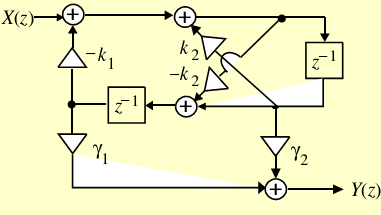 X(z)
−k₁
k₂
−k₂
z⁻¹
z⁻¹
γ₁
γ₂
Y(z)